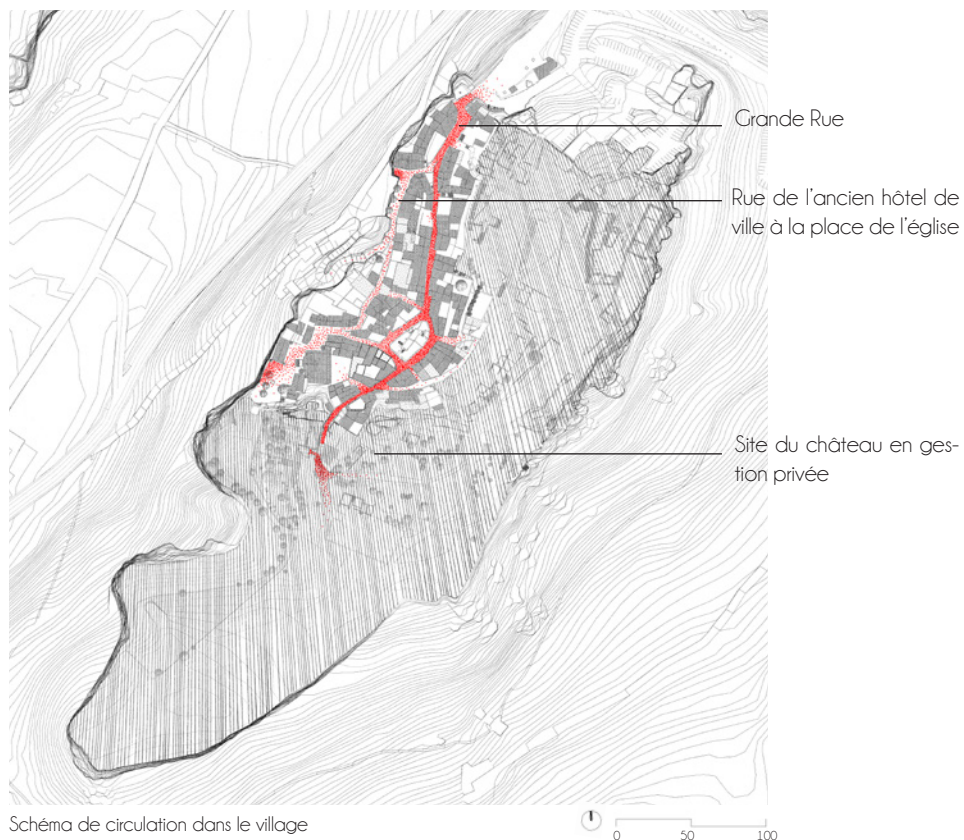 Grande Rue
Rue de l'ancien hôtel de
ville à la place de l'église
Site du château en ges-
tion privée
Schéma de circulation dans le village
0 50 100